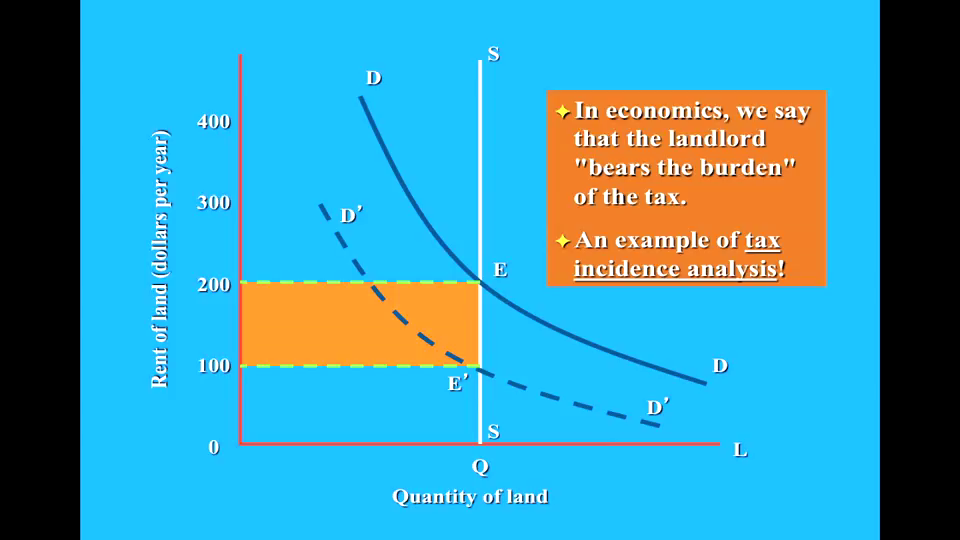 S
D
400
In economics, we say
that the landlord
"bears the burden"
of the tax.
An example of tax
incidence analysis!
300
D’
E
200
100
E’
D
D’
S
0
L
Q
Quantity of land
Rent of land (dollars per year)